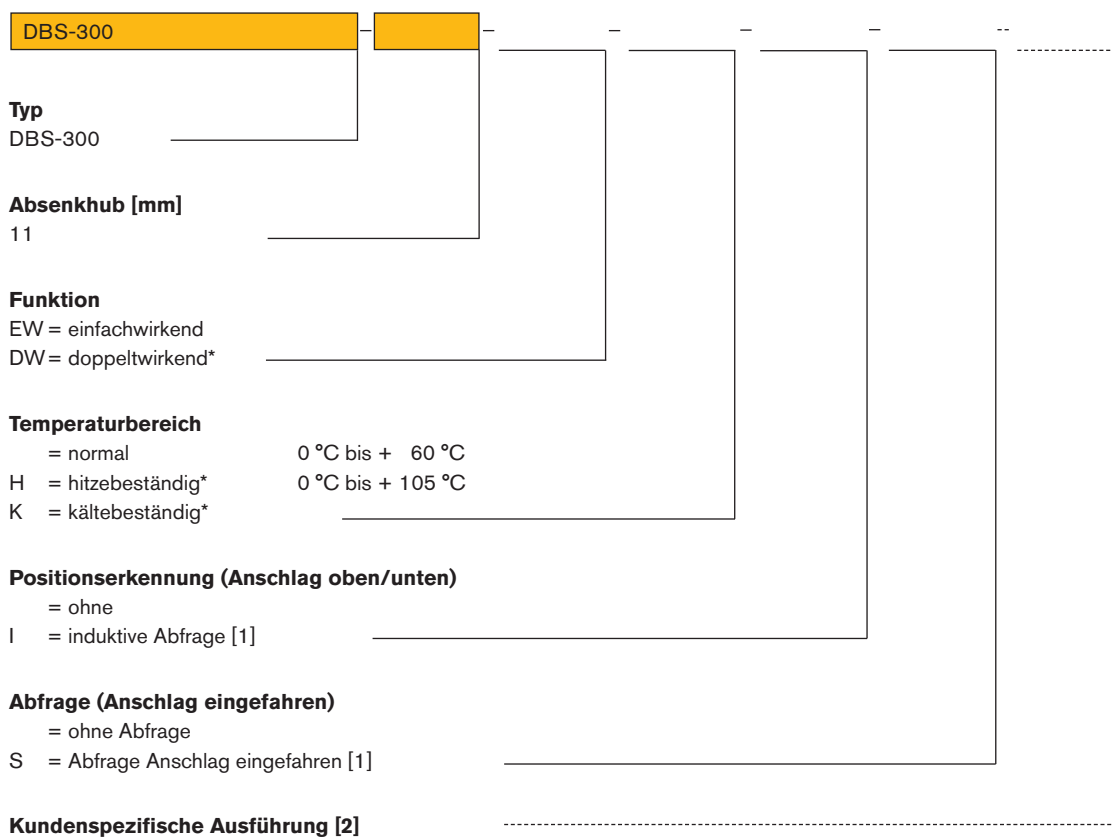 DBS-300 – – – – – --
Typ
DBS-300
Absenkhub [mm]
11
Funktion
EW = einfachwirkend
DW = doppeltwirkend*
Temperaturbereich
= normal 0 °C bis + 60 °C
H = hitzebeständig* 0 °C bis + 105 °C
K = kältebeständig*
Positionserkennung (Anschlag oben/unten)
= ohne
I = induktive Abfrage [1]
Abfrage (Anschlag eingefahren)
= ohne Abfrage
S = Abfrage Anschlag eingefahren [1]
Kundenspezifische Ausführung [2]